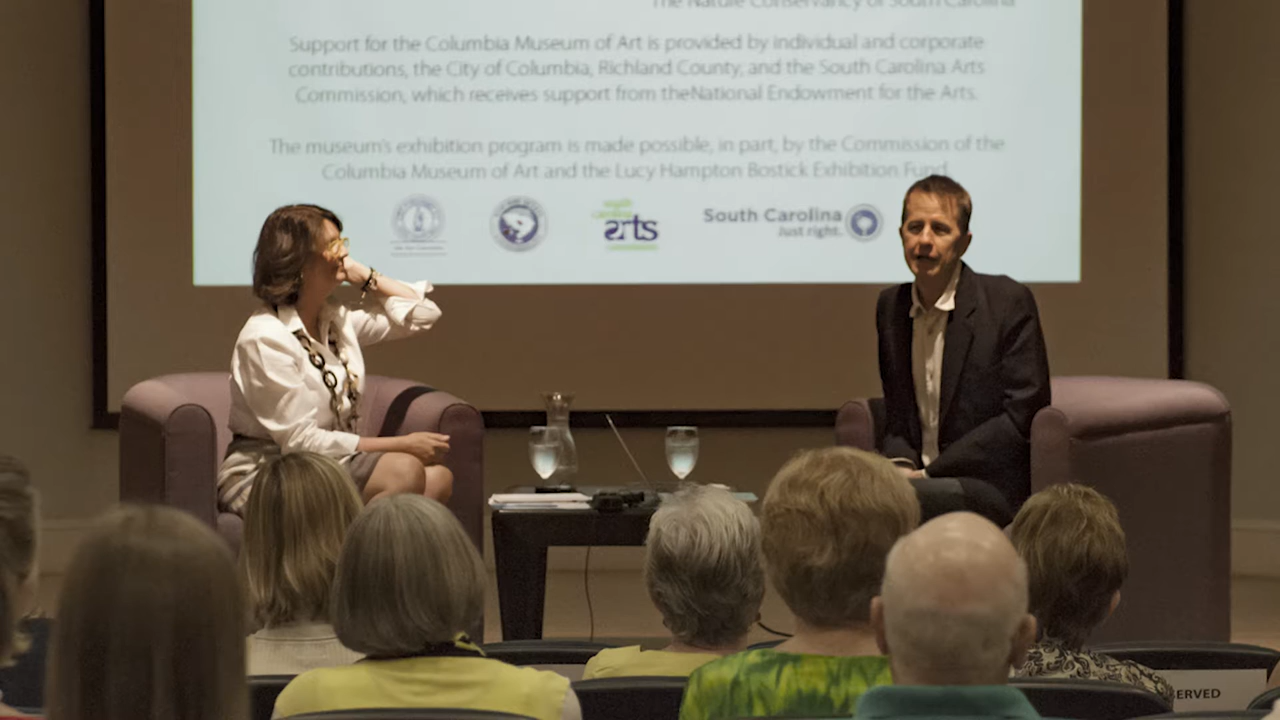 The Nature Conservancy of South Carolina
Support for the Columbia Museum of Art is provided by individual and corporate
contributions, the City of Columbia, Richland County, and the South Carolina Arts
Commission, which receives support from theNational Endowment for the Arts.
The museum's exhibition program is made possible, in part, by the Commission of the
Columbia Museum of Art and the Lucy Hampton Bostick Exhibition Fund.
south
carolina
arts
South Carolina
Just right.
ERVED